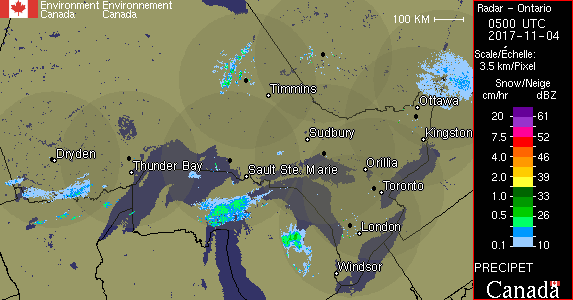 Environment Environnement
Canada Canada
100 KM
Timmins
Ottawa
Sudbury
Kingston
Dryden
Thunder Bay
Sault Ste. Marie
Orillia
Toronto
London
Windsor
Radar - Ontario
0500 UTC
2017-11-04
Scale/Échelle:
3.5 km/Pixel
Snow/Neige
cm/hr dBZ
20 61
7.5 52
4.0 46
2.0 39
1.0 33
0.5 26
0.1 10
PRECIPET
Canada